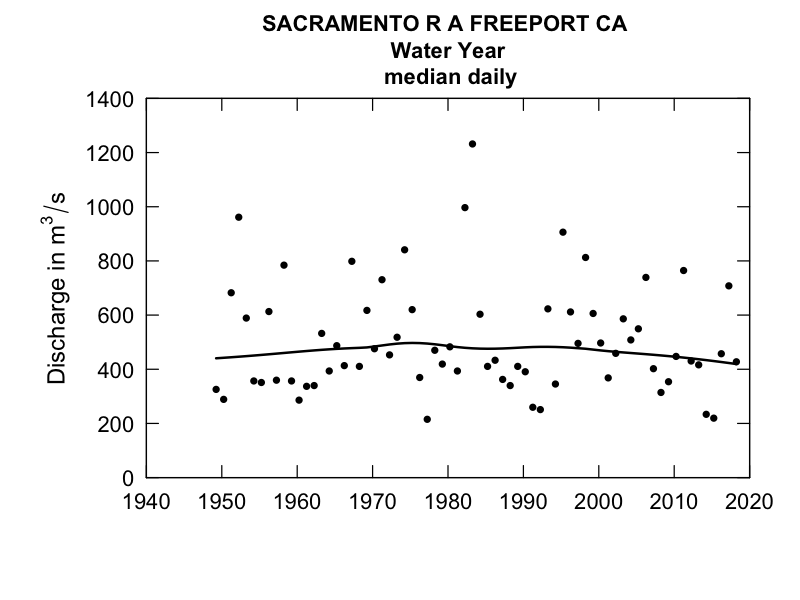 SACRAMENTO R A FREEPORT CA
Water Year
median daily
Discharge in m³/s
1400
1200
1000
800
600
400
200
0
1940 1950 1960 1970 1980 1990 2000 2010 2020